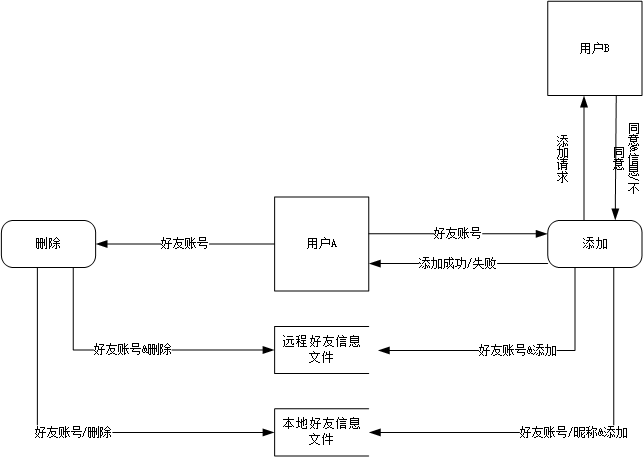 用户B
添加请求
同意&信息/不
同意
删除
好友账号
用户A
好友账号
添加
添加成功/失败
好友账号&删除
远程好友信息
文件
好友账号&添加
好友账号/删除
本地好友信息
文件
好友账号/昵称&添加